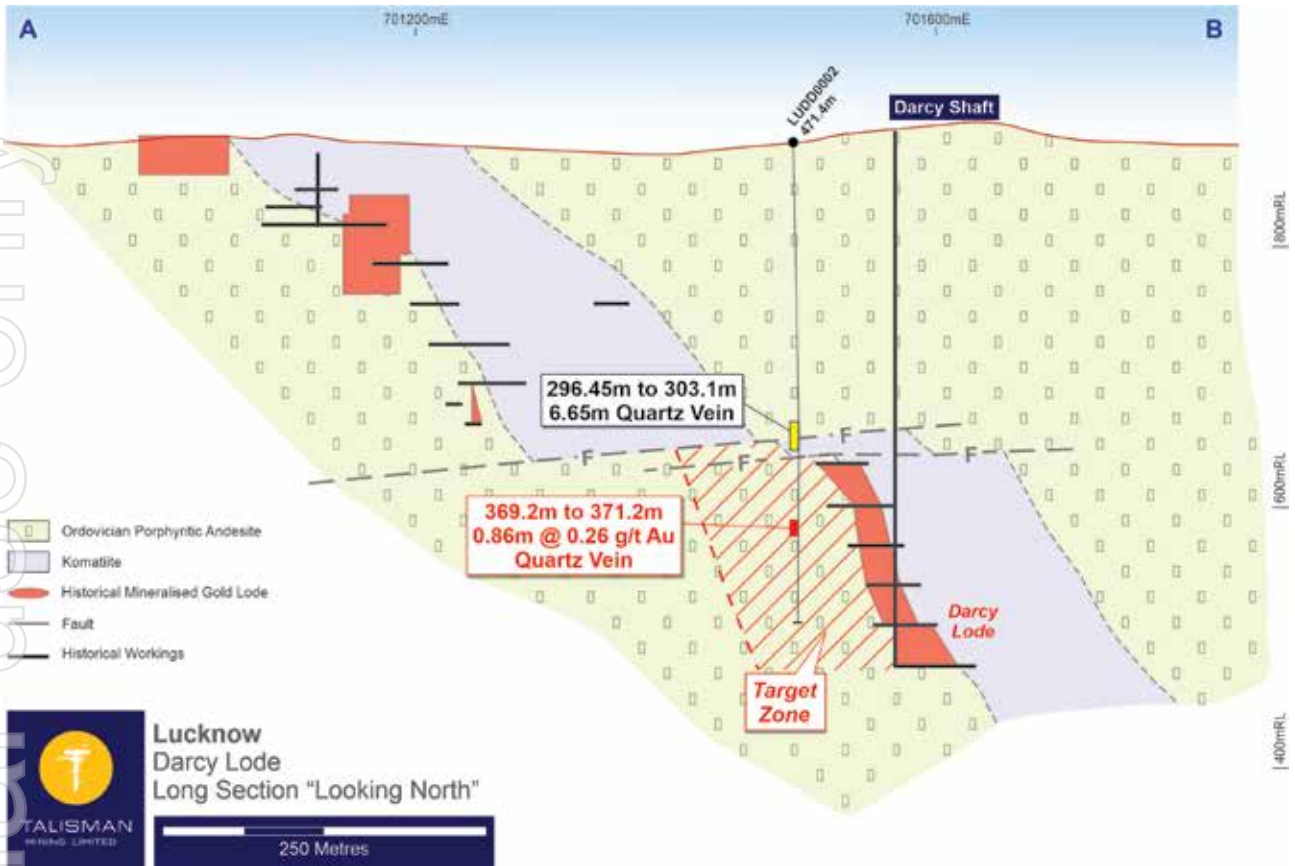 A
701200mE
701600mE
B
LUDD0002
471.4m
Darcy Shaft
800mRL
296.45m to 303.1m
6.65m Quartz Vein
F
F
F
F
600mRL
369.2m to 371.2m
0.86m @ 0.26 g/t Au
Quartz Vein
Ordovician Porphyntic Andesite
Komatiite
Historical Mineralised Gold Lode
Fault
Historical Workings
Darcy
Lode
Target
Zone
400mRL
Lucknow
Darcy Lode
Long Section "Looking North"
TALISMAN
MINING LIMITED
250 Metres